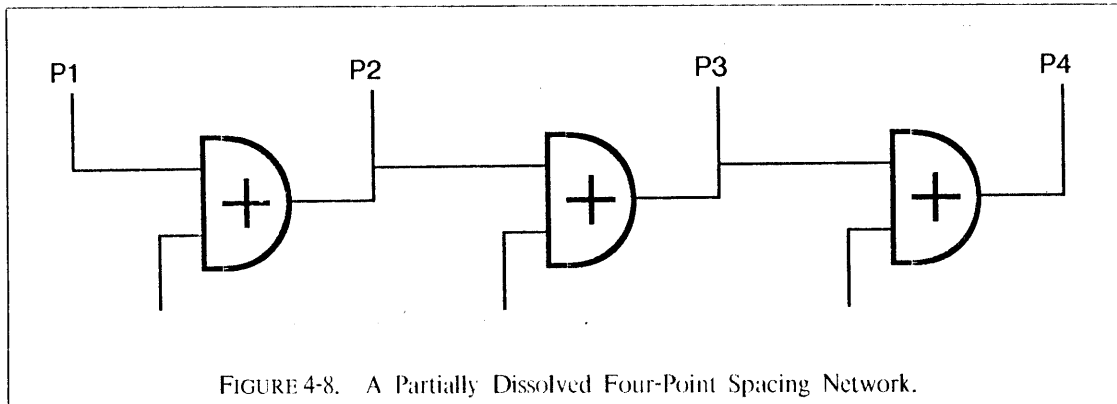 P1 P2 P3 P4
+ + +
FIGURE 4-8. A Partially Dissolved Four-Point Spacing Network.